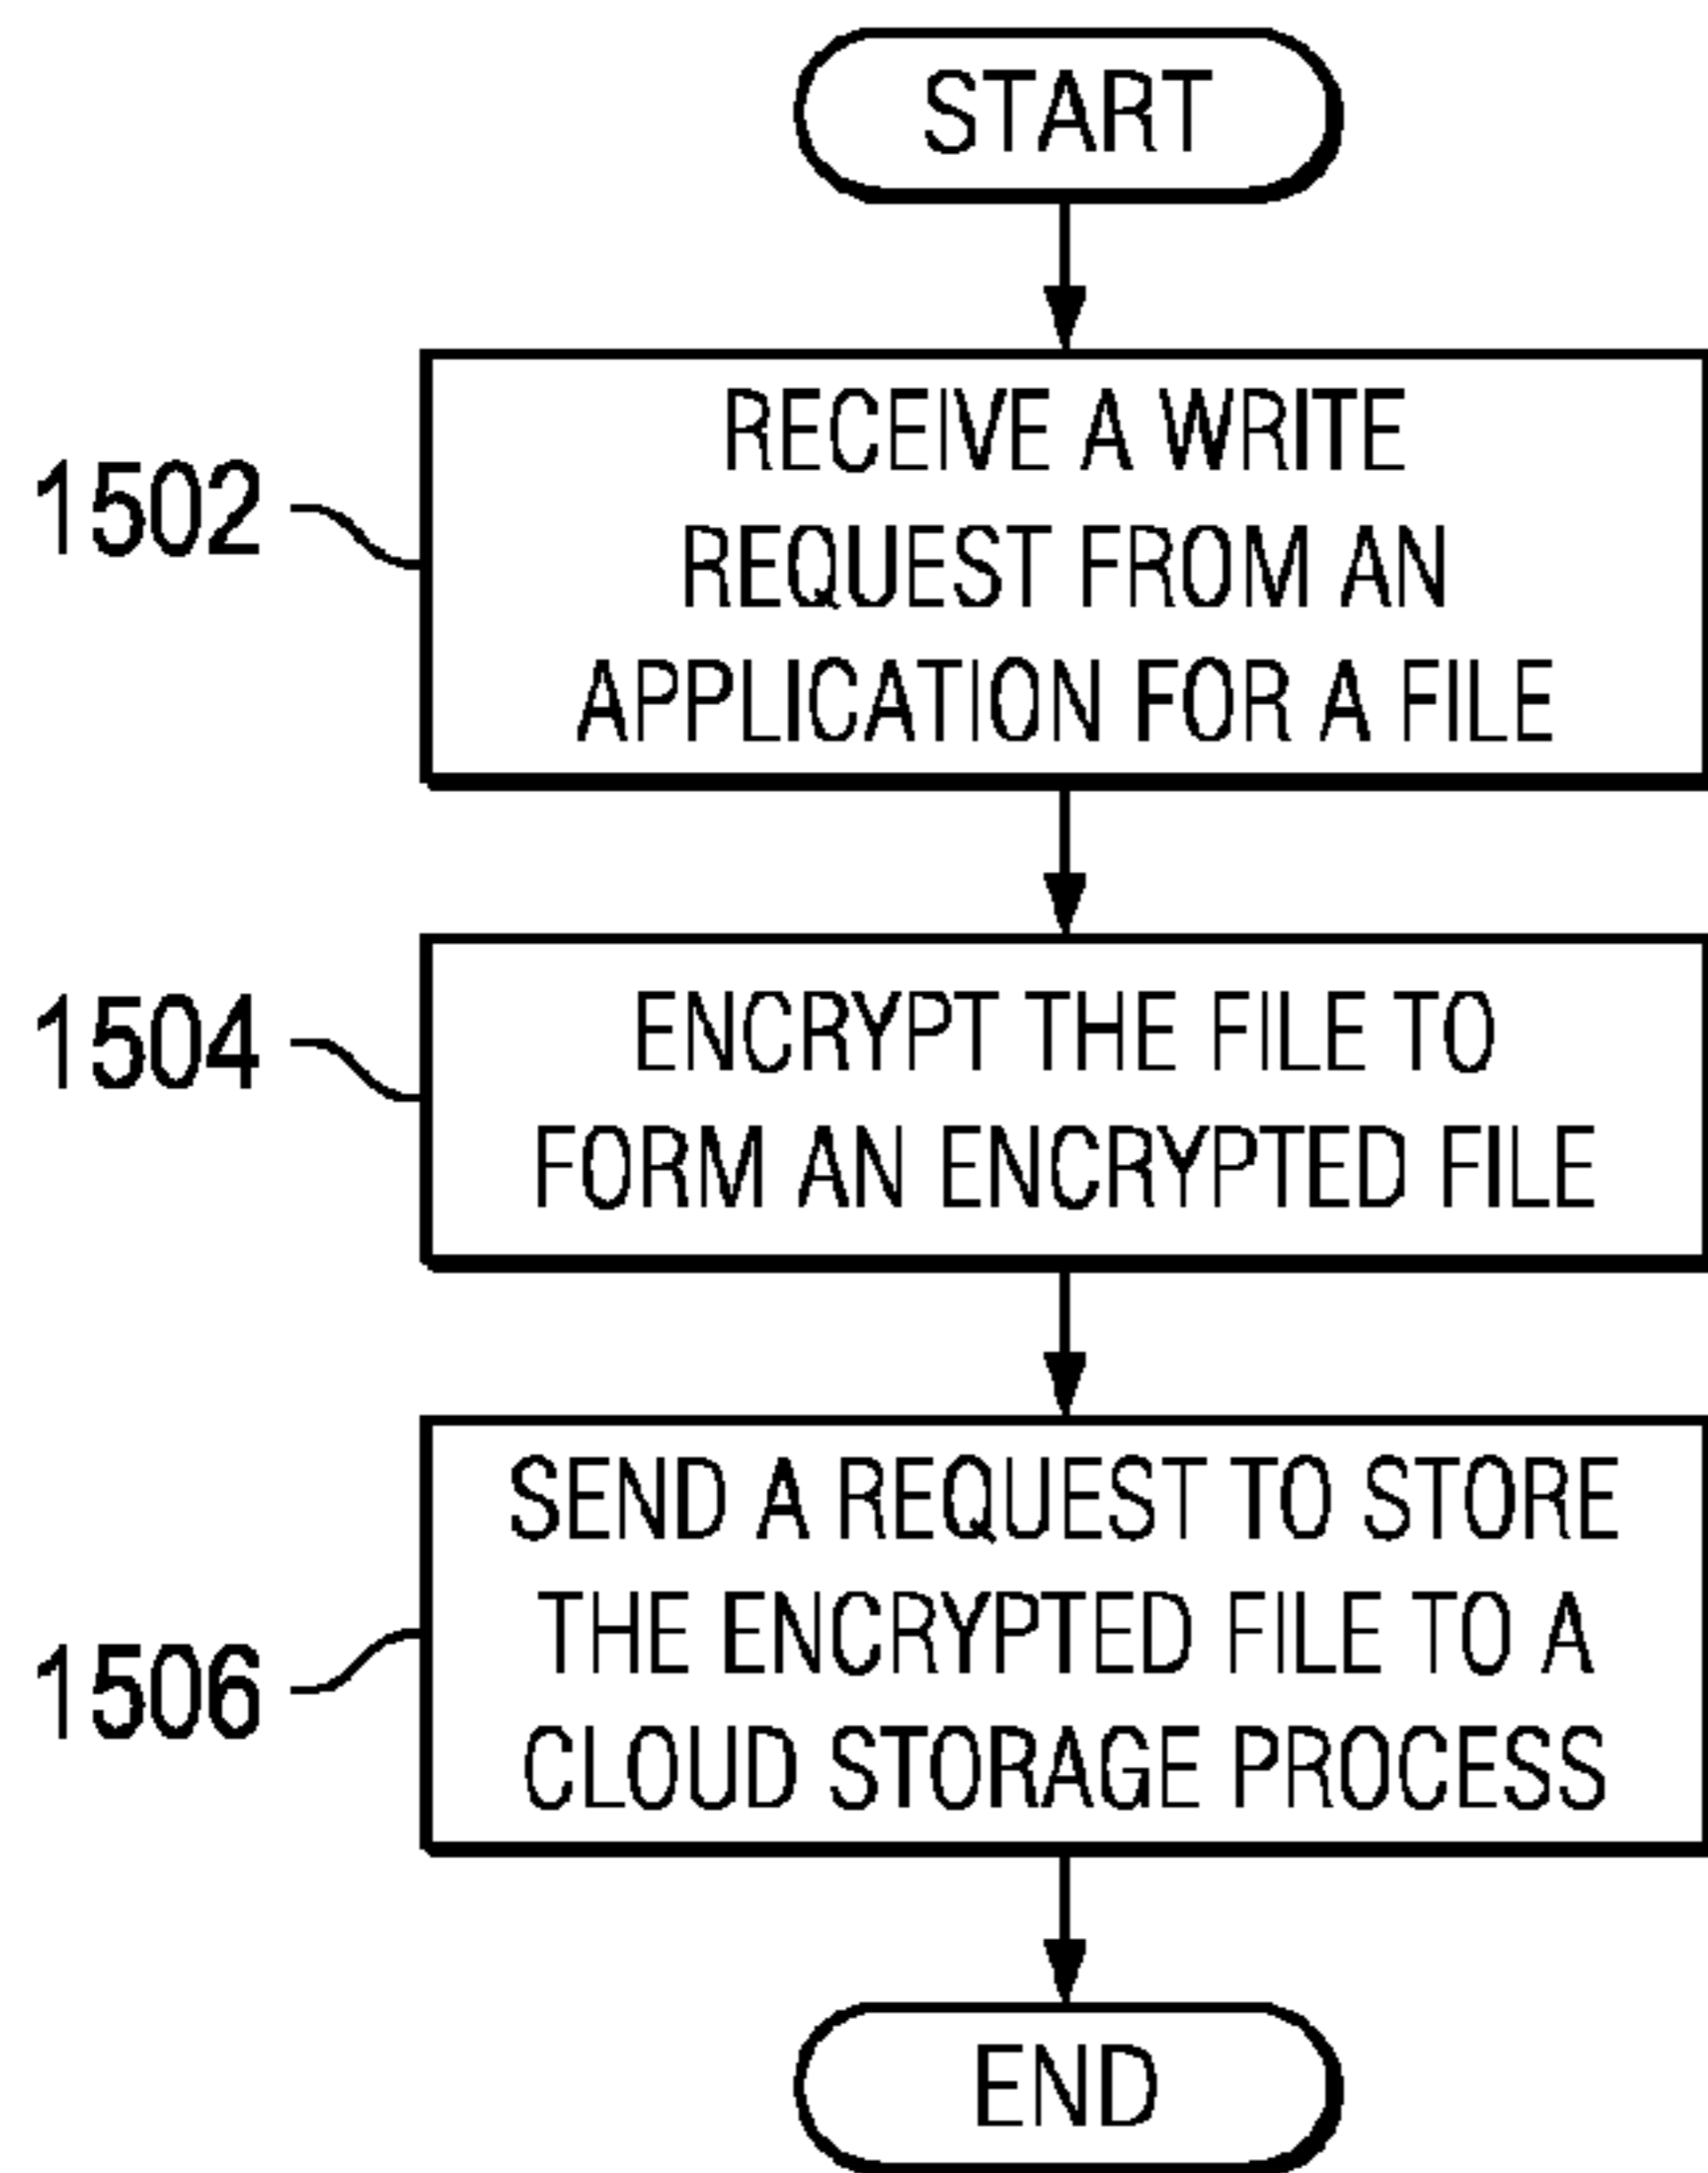 START
RECEIVE A WRITE
REQUEST FROM AN
APPLICATION FOR A FILE
1502
ENCRYPT THE FILE TO
FORM AN ENCRYPTED FILE
1504
SEND A REQUEST TO STORE
THE ENCRYPTED FILE TO A
CLOUD STORAGE PROCESS
1506
END